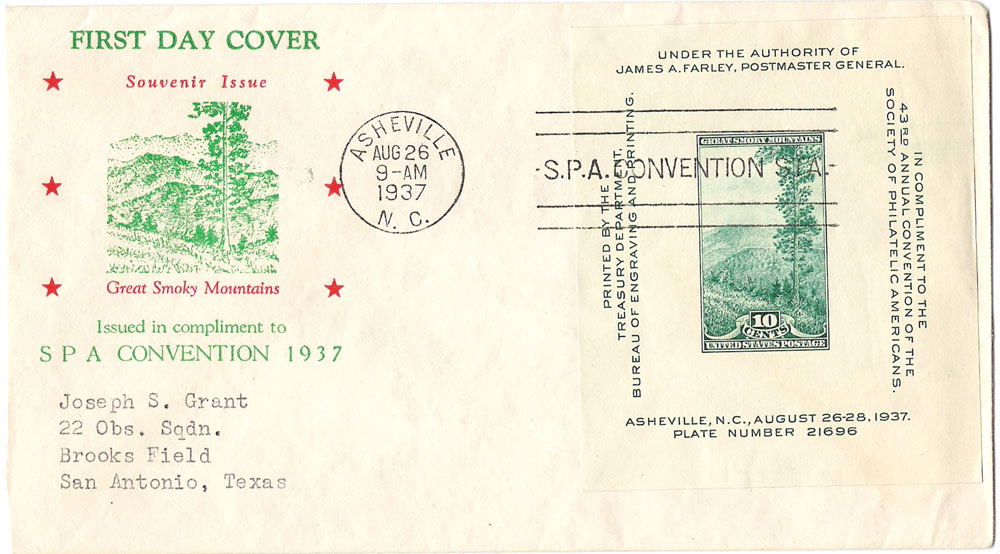 FIRST DAY COVER
Souvenir Issue
Great Smoky Mountains
Issued in compliment to
S P A CONVENTION 1937
Joseph S. Grant
22 Obs. Sqdn.
Brooks Field
San Antonio, Texas
ASHEVILLE
AUG 26
9-AM
1937
N. C.
S.P.A. CONVENTION S.P.A.
UNDER THE AUTHORITY OF
JAMES A. FARLEY, POSTMASTER GENERAL.
PRINTED BY THE
TREASURY DEPARTMENT,
BUREAU OF ENGRAVING AND PRINTING.
GREAT SMOKY MOUNTAINS
10
CENTS
UNITED STATES POSTAGE
IN COMPLIMENT TO THE
43RD ANNUAL CONVENTION OF THE
SOCIETY OF PHILATELIC AMERICANS.
ASHEVILLE, N.C., AUGUST 26-28, 1937.
PLATE NUMBER 21696